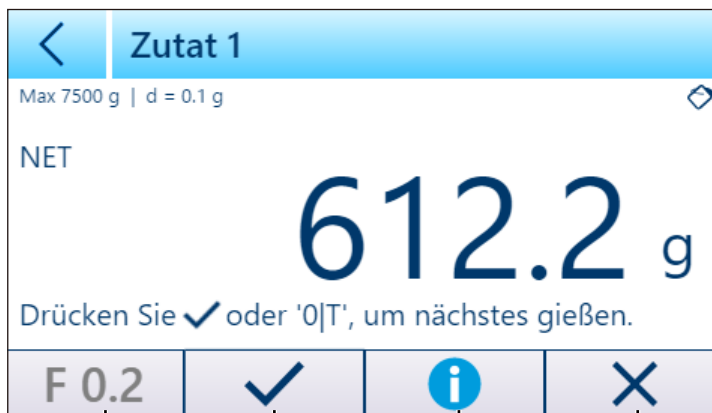 Zutat 1
Max 7500 g | d = 0.1 g
NET
612.2 g
Drücken Sie ✓ oder '0|T', um nächstes gießen.
F 0.2 ✓ i ✕